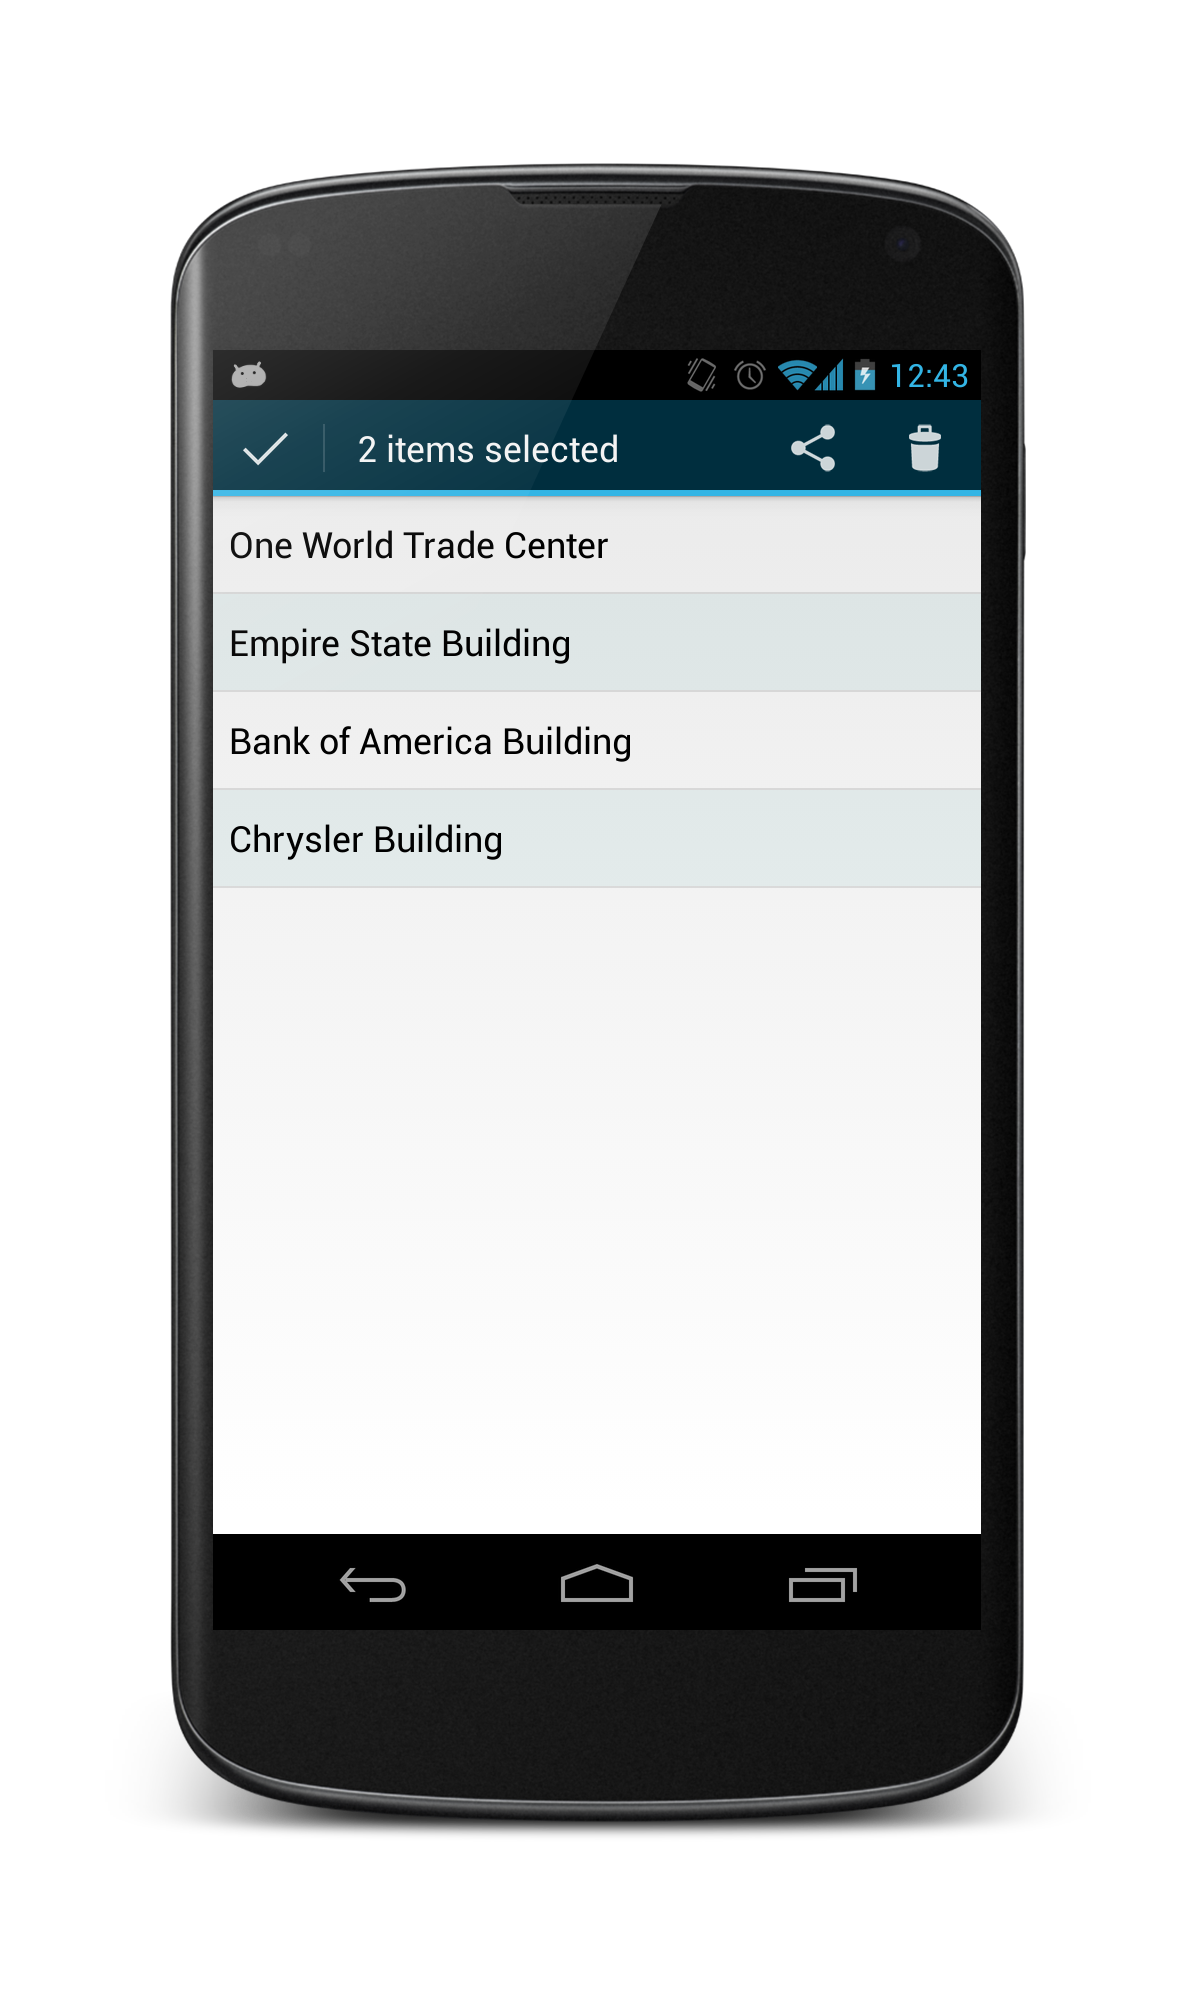 12:43
2 items selected
One World Trade Center
Empire State Building
Bank of America Building
Chrysler Building